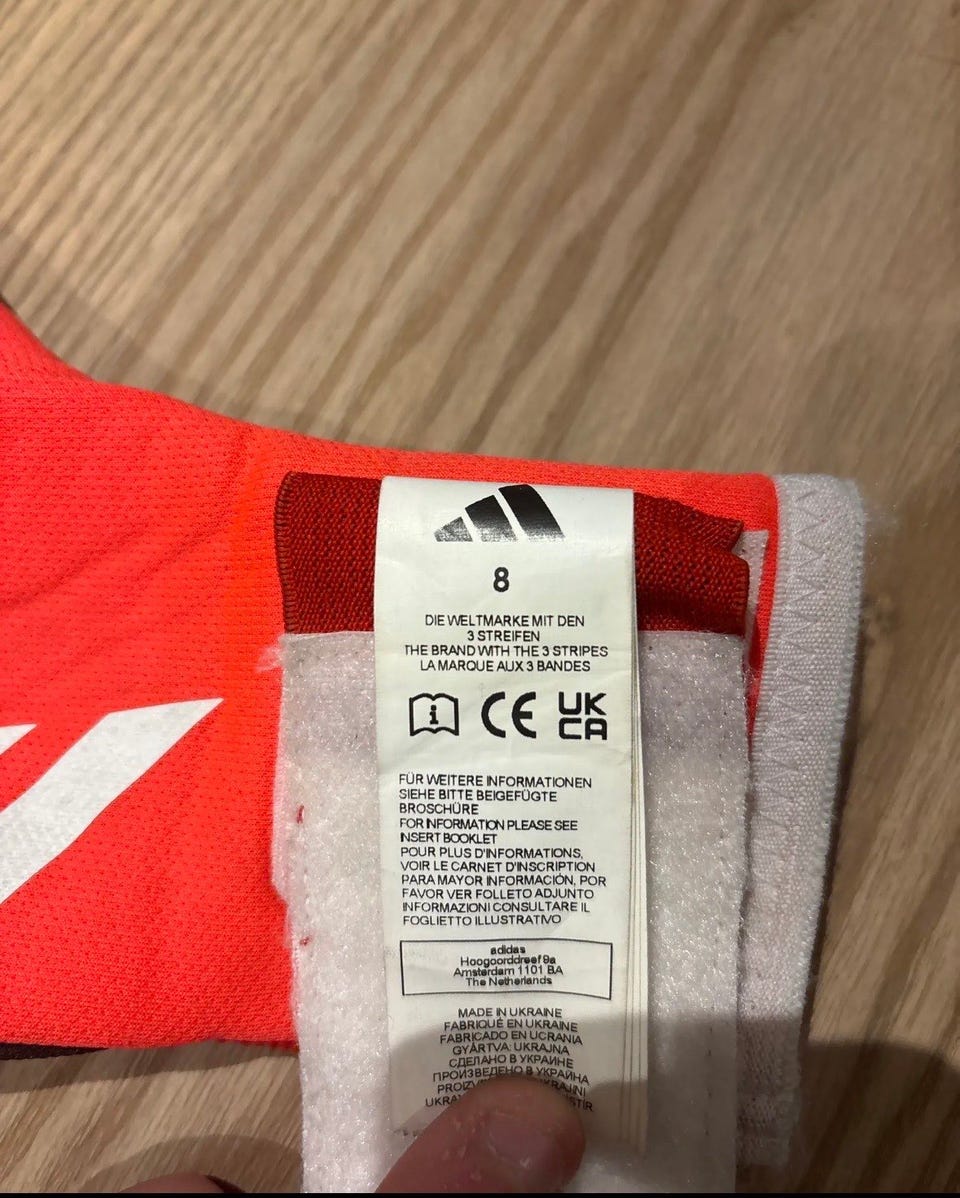 8
DIE WELTMARKE MIT DEN
3 STREIFEN
THE BRAND WITH THE 3 STRIPES
LA MARQUE AUX 3 BANDES
i
CE
UK
CA
FÜR WEITERE INFORMATIONEN
SIEHE BITTE BEIGEFÜGTE
BROSCHÜRE
FOR INFORMATION PLEASE SEE
INSERT BOOKLET
POUR PLUS D'INFORMATIONS,
VOIR LE CARNET D'INSCRIPTION
PARA MAYOR INFORMACIÓN, POR
FAVOR VER FOLLETO ADJUNTO
INFORMAZIONI CONSULTARE IL
FOGLIETTO ILLUSTRATIVO
adidas
Hoogoorddreef 9a
Amsterdam 1101 BA
The Netherlands
MADE IN UKRAINE
FABRIQUÉ EN UKRAINE
FABRICADO EN UCRANIA
GYÁRTVA: UKRAJNA
СДЕЛАНО В УКРАИНЕ
ПРОИЗВЕДЕНО В УКРАЙНА